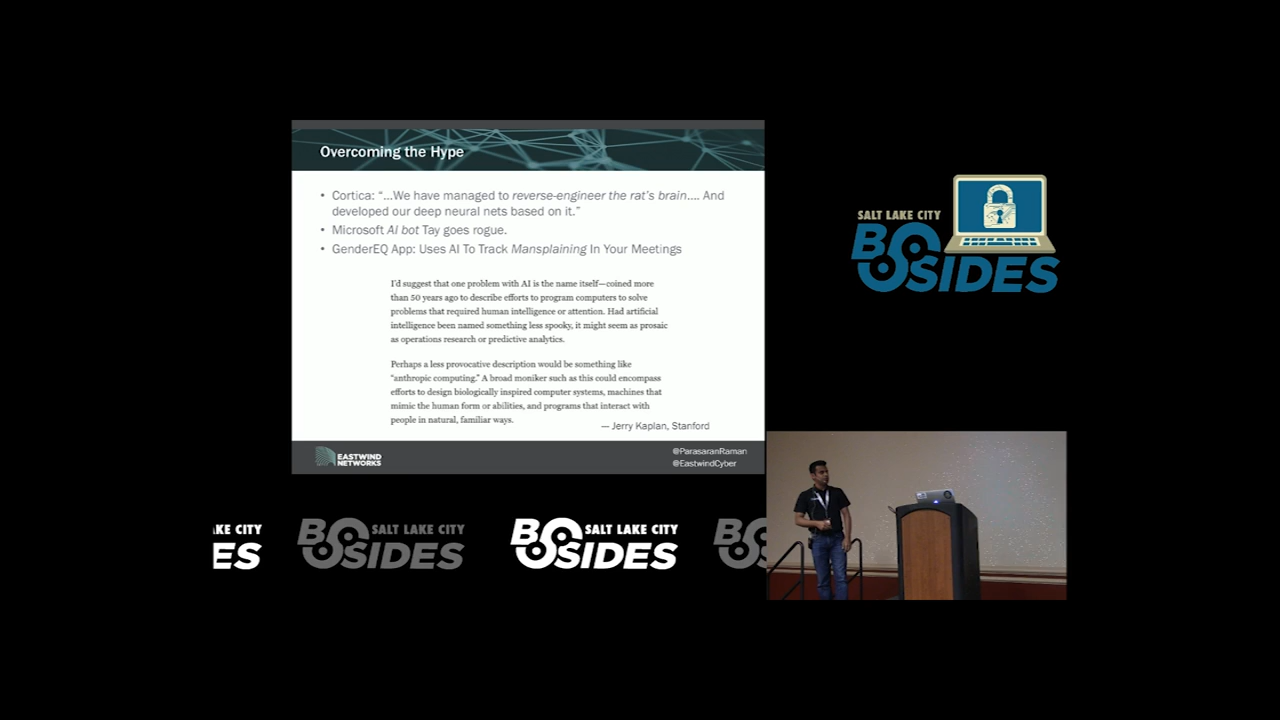 Overcoming the Hype
• Cortica: “…We have managed to reverse-engineer the rat’s brain…. And
developed our deep neural nets based on it.”
• Microsoft AI bot Tay goes rogue.
• GenderEQ App: Uses AI To Track Mansplaining In Your Meetings
I’d suggest that one problem with AI is the name itself—coined more
than 50 years ago to describe efforts to program computers to solve
problems that required human intelligence or attention. Had artificial
intelligence been named something less spooky, it might seem as prosaic
as operations research or predictive analytics.
Perhaps a less provocative description would be something like
“anthropic computing.” A broad moniker such as this could encompass
efforts to design biologically inspired computer systems, machines that
mimic the human form or abilities, and programs that interact with
people in natural, familiar ways.
— Jerry Kaplan, Stanford
EASTWIND
NETWORKS
@ParasaranRaman
@EastwindCyber
SALT LAKE CITY
BSIDES
KE CITY
ES
SALT LAKE CITY
BSIDES
SALT LAKE CITY
BSIDES
BS